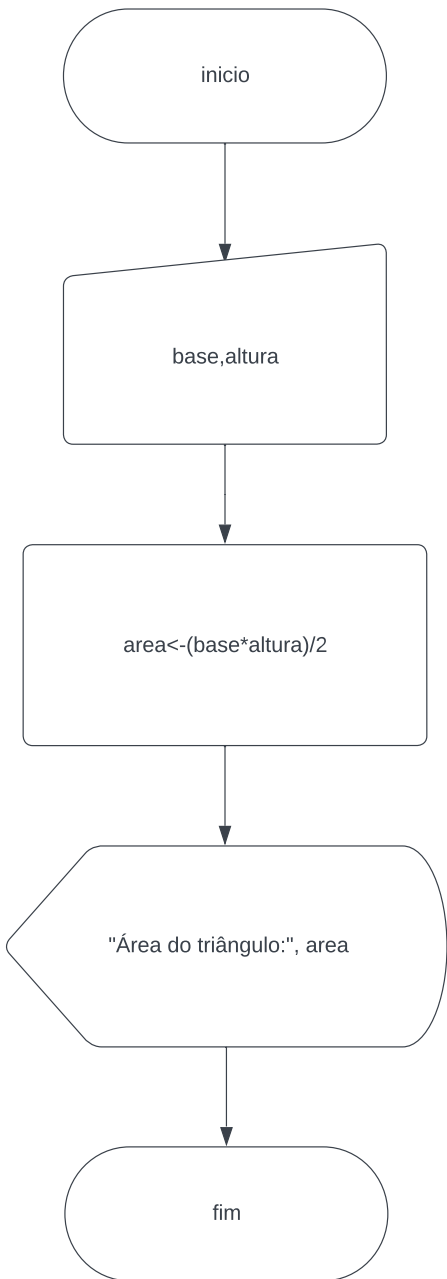 inicio
base,altura
area<-(base*altura)/2
"Área do triângulo:", area
fim